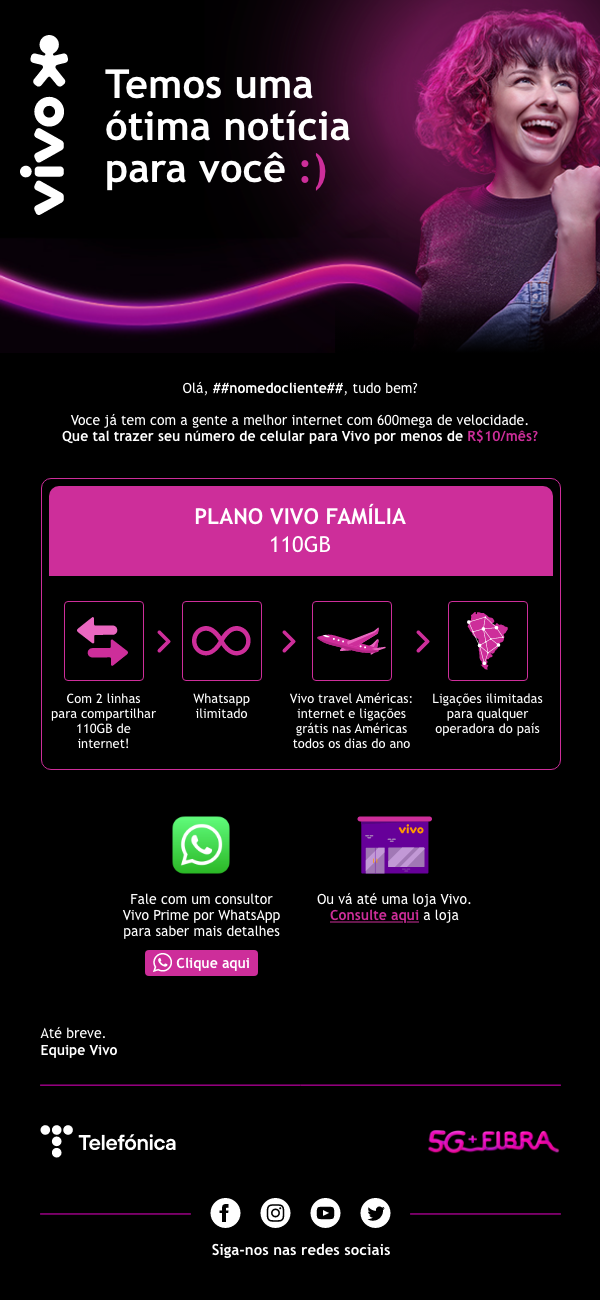 vivo
Temos uma
ótima notícia
para você :)
Olá, ##nomedocliente##, tudo bem?
Voce já tem com a gente a melhor internet com 600mega de velocidade.
Que tal trazer seu número de celular para Vivo por menos de R$10/mês?
PLANO VIVO FAMÍLIA
110GB
Com 2 linhas
para compartilhar
110GB de
internet!
Whatsapp
ilimitado
Vivo travel Américas:
internet e ligações
grátis nas Américas
todos os dias do ano
Ligações ilimitadas
para qualquer
operadora do país
vivo
Fale com um consultor
Vivo Prime por WhatsApp
para saber mais detalhes
Clique aqui
Ou vá até uma loja Vivo.
Consulte aqui a loja
Até breve.
Equipe Vivo
Telefónica
5G+FIBRA
Siga-nos nas redes sociais